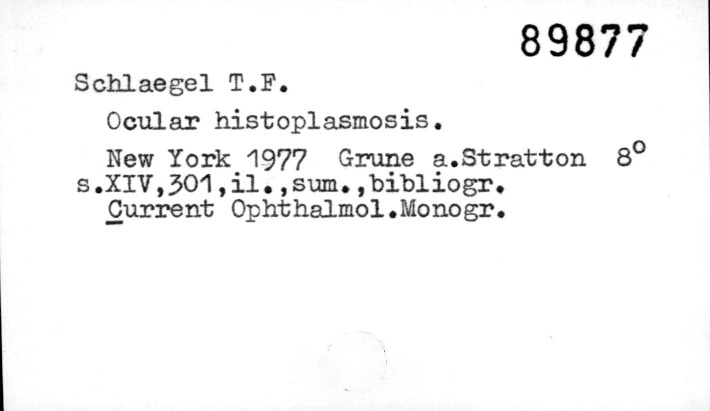 89877
Schlaegel T.F.
Ocular histoplasmosis.
New York 1977 Grune a.Stratton 8°
s.XIV,301,il.,sum.,bibliogr.
Current Ophthalmol.Monogr.